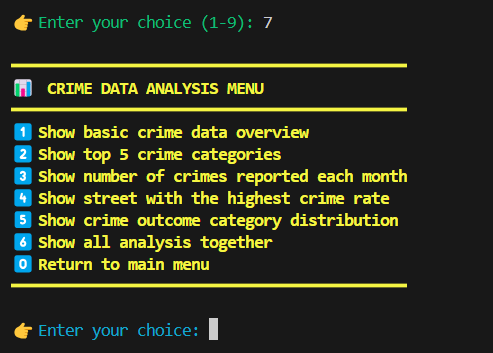 👉 Enter your choice (1-9): 7
📊 CRIME DATA ANALYSIS MENU
1️⃣ Show basic crime data overview
2️⃣ Show top 5 crime categories
3️⃣ Show number of crimes reported each month
4️⃣ Show street with the highest crime rate
5️⃣ Show crime outcome category distribution
6️⃣ Show all analysis together
0️⃣ Return to main menu
👉 Enter your choice: